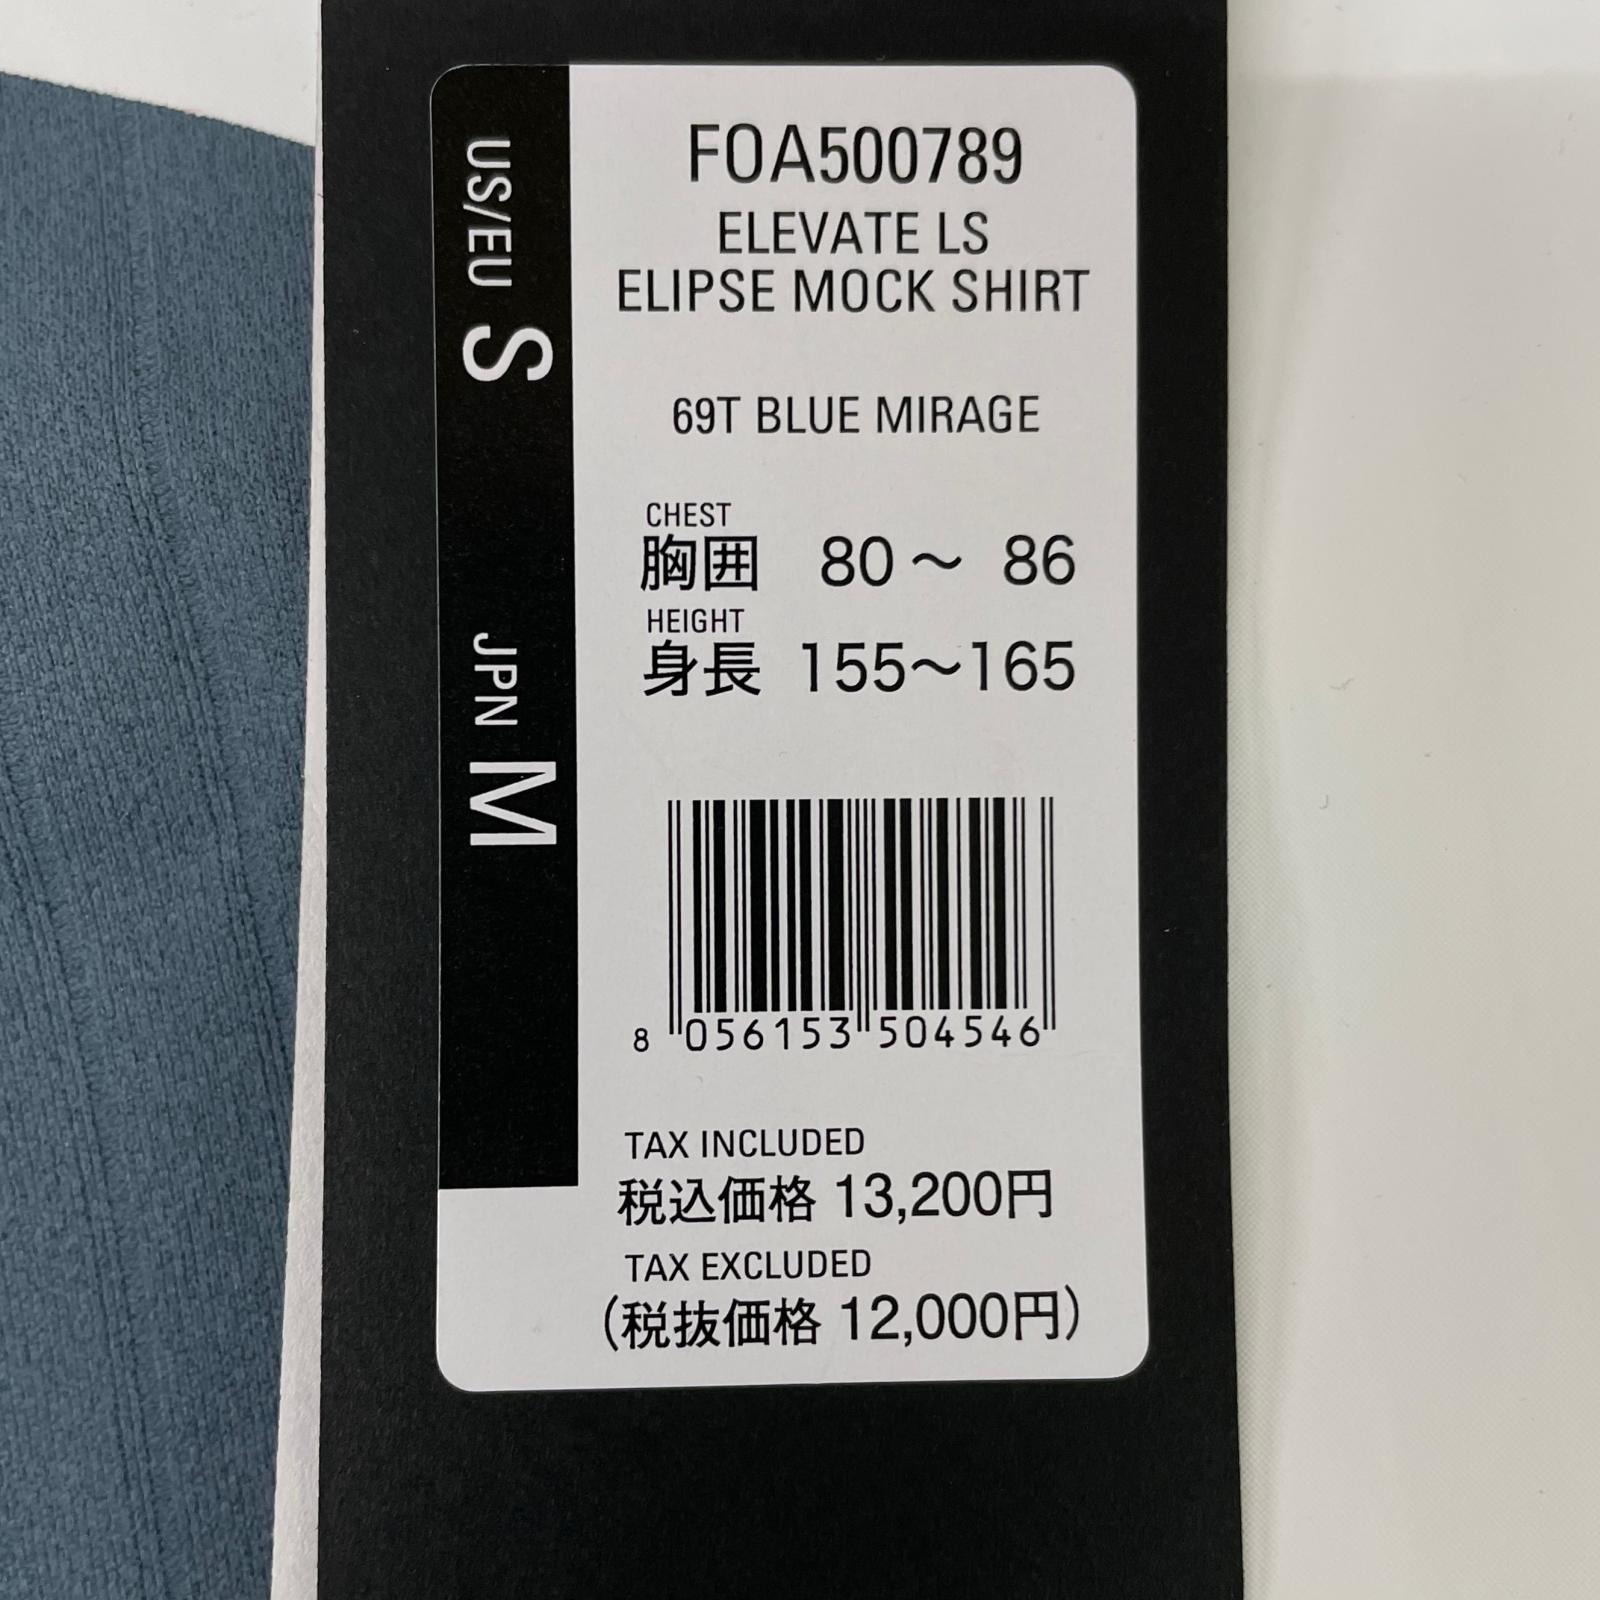 US/EU S
JPN M
FOA500789
ELEVATE LS
ELIPSE MOCK SHIRT
69T BLUE MIRAGE
CHEST
胸囲 80～ 86
HEIGHT
身長 155～165
8 056153 504546
TAX INCLUDED
税込価格 13,200円
TAX EXCLUDED
(税抜価格 12,000円)